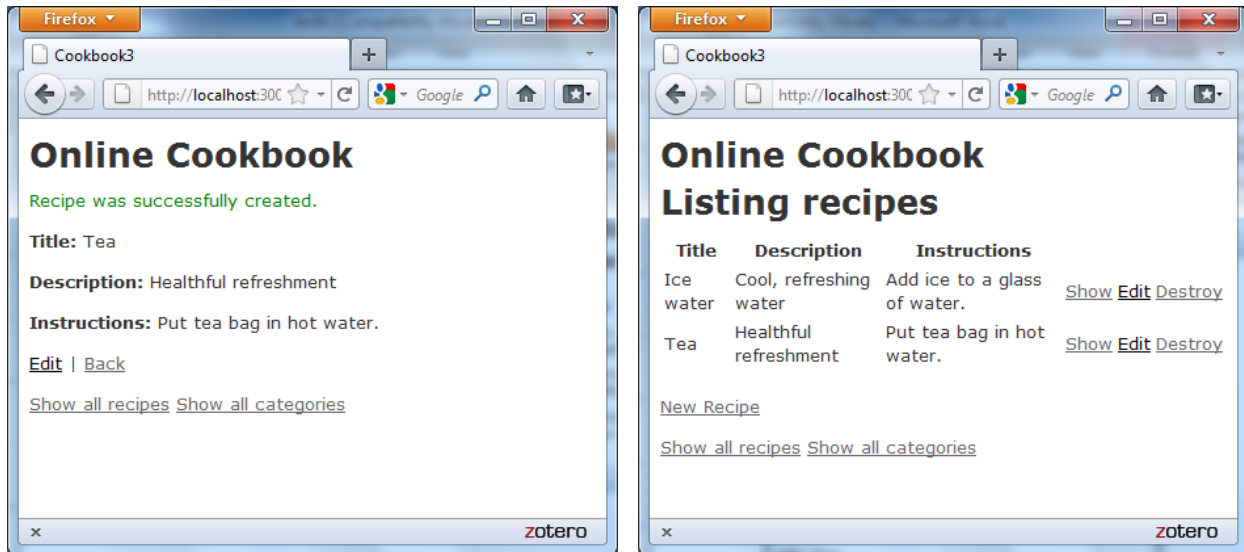 Firefox
Cookbook3
http://localhost:300
Google
Online Cookbook
Recipe was successfully created.
Title: Tea
Description: Healthful refreshment
Instructions: Put tea bag in hot water.
Edit | Back
Show all recipes Show all categories
x
zotero
Firefox
Cookbook3
http://localhost:300
Google
Online Cookbook
Listing recipes
Title Description Instructions
Ice water Cool, refreshing water Add ice to a glass of water. Show Edit Destroy
Tea Healthful refreshment Put tea bag in hot water. Show Edit Destroy
New Recipe
Show all recipes Show all categories
x
zotero